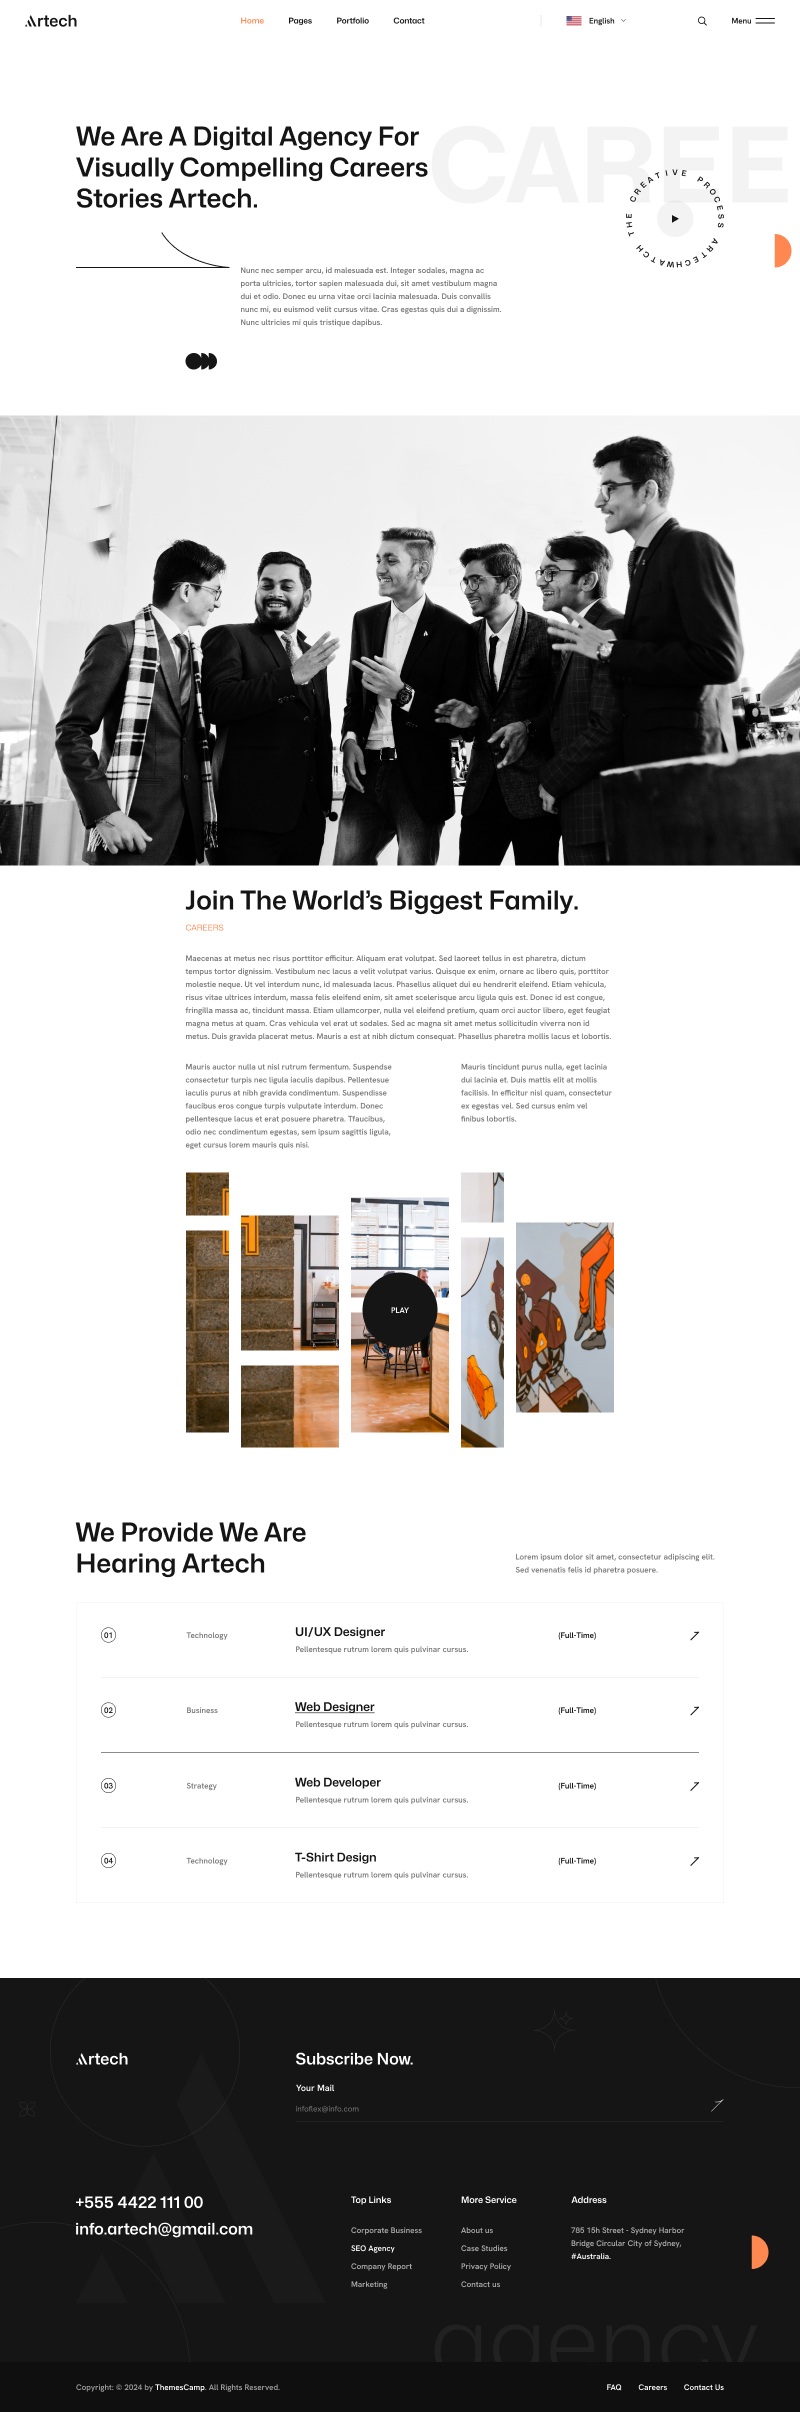 Artech
Home
Pages
Portfolio
Contact
English
Menu
CAREE
We Are A Digital Agency For
Visually Compelling Careers
Stories Artech.
THE CREATIVE PROCESS ARTECHWATCH
Nunc nec semper arcu, id malesuada est. Integer sodales, magna ac
porta ultricies, tortor sapien malesuada dui, sit amet vestibulum magna
dui et odio. Donec eu urna vitae orci lacinia malesuada. Duis convallis
nunc mi, eu euismod velit cursus vitae. Cras egestas quis dui a dignissim.
Nunc ultricies mi quis tristique dapibus.
Join The World's Biggest Family.
CAREERS
Maecenas at metus nec risus porttitor efficitur. Aliquam erat volutpat. Sed laoreet tellus in est pharetra, dictum
tempus tortor dignissim. Vestibulum nec lacus a velit volutpat varius. Quisque ex enim, ornare ac libero quis, porttitor
molestie neque. Ut vel interdum nunc, id malesuada lacus. Phasellus aliquet dui eu hendrerit eleifend. Etiam vehicula,
risus vitae ultrices interdum, massa felis eleifend enim, sit amet scelerisque arcu ligula quis est. Donec id est congue,
fringilla massa ac, tincidunt massa. Etiam ullamcorper, nulla vel eleifend pretium, quam orci auctor libero, eget feugiat
magna metus at quam. Cras vehicula vel erat ut sodales. Sed ac magna sit amet metus sollicitudin viverra non id
metus. Duis gravida placerat metus. Mauris a est at nibh dictum consequat. Phasellus pharetra mollis lacus et lobortis.
Mauris auctor nulla ut nisl rutrum fermentum. Suspendse
consectetur turpis nec ligula iaculis dapibus. Pellentesue
iaculis purus at nibh gravida condimentum. Suspendisse
faucibus eros congue turpis vulputate interdum. Donec
pellentesque lacus et erat posuere pharetra. Tfaucibus,
odio nec condimentum egestas, sem ipsum sagittis ligula,
eget cursus lorem mauris quis nisi.
Mauris tincidunt purus nulla, eget lacinia
dui lacinia et. Duis mattis elit at mollis
facilisis. In efficitur nisl quam, consectetur
ex egestas vel. Sed cursus enim vel
finibus lobortis.
PLAY
We Provide We Are
Hearing Artech
Lorem ipsum dolor sit amet, consectetur adipiscing elit.
Sed venenatis felis id pharetra posuere.
01
Technology
UI/UX Designer
Pellentesque rutrum lorem quis pulvinar cursus.
(Full-Time)
02
Business
Web Designer
Pellentesque rutrum lorem quis pulvinar cursus.
(Full-Time)
03
Strategy
Web Developer
Pellentesque rutrum lorem quis pulvinar cursus.
(Full-Time)
04
Technology
T-Shirt Design
Pellentesque rutrum lorem quis pulvinar cursus.
(Full-Time)
Artech
Subscribe Now.
Your Mail
infoflex@info.com
+555 4422 111 00
info.artech@gmail.com
Top Links
Corporate Business
SEO Agency
Company Report
Marketing
More Service
About us
Case Studies
Privacy Policy
Contact us
Address
785 15h Street - Sydney Harbor
Bridge Circular City of Sydney,
#Australia.
agency
Copyright: © 2024 by ThemesCamp. All Rights Reserved.
FAQ
Careers
Contact Us